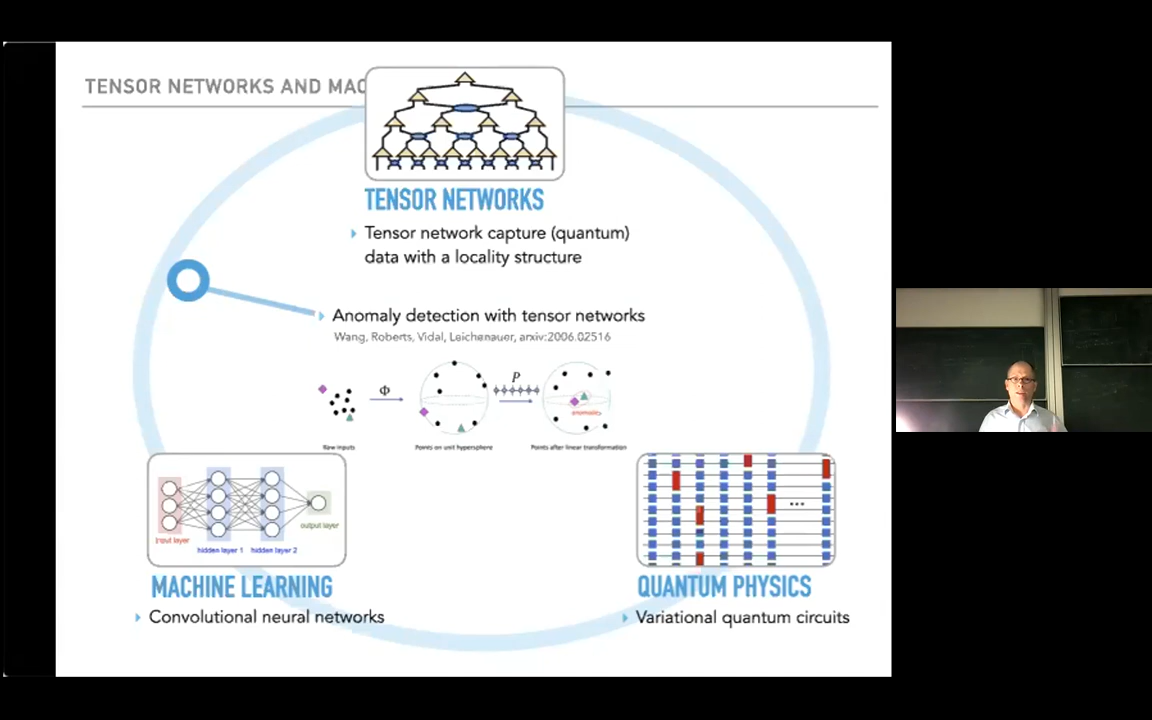 TENSOR NETWORKS AND MAC
TENSOR NETWORKS
Tensor network capture (quantum)
data with a locality structure
Anomaly detection with tensor networks
Wang, Roberts, Vidal, Leichenauer, arxiv:2006.02516
Φ
P
anomalies
Raw inputs
Points on unit hypersphere
Points after linear transformation
input layer
hidden layer 1
hidden layer 2
output layer
...
MACHINE LEARNING
Convolutional neural networks
QUANTUM PHYSICS
Variational quantum circuits